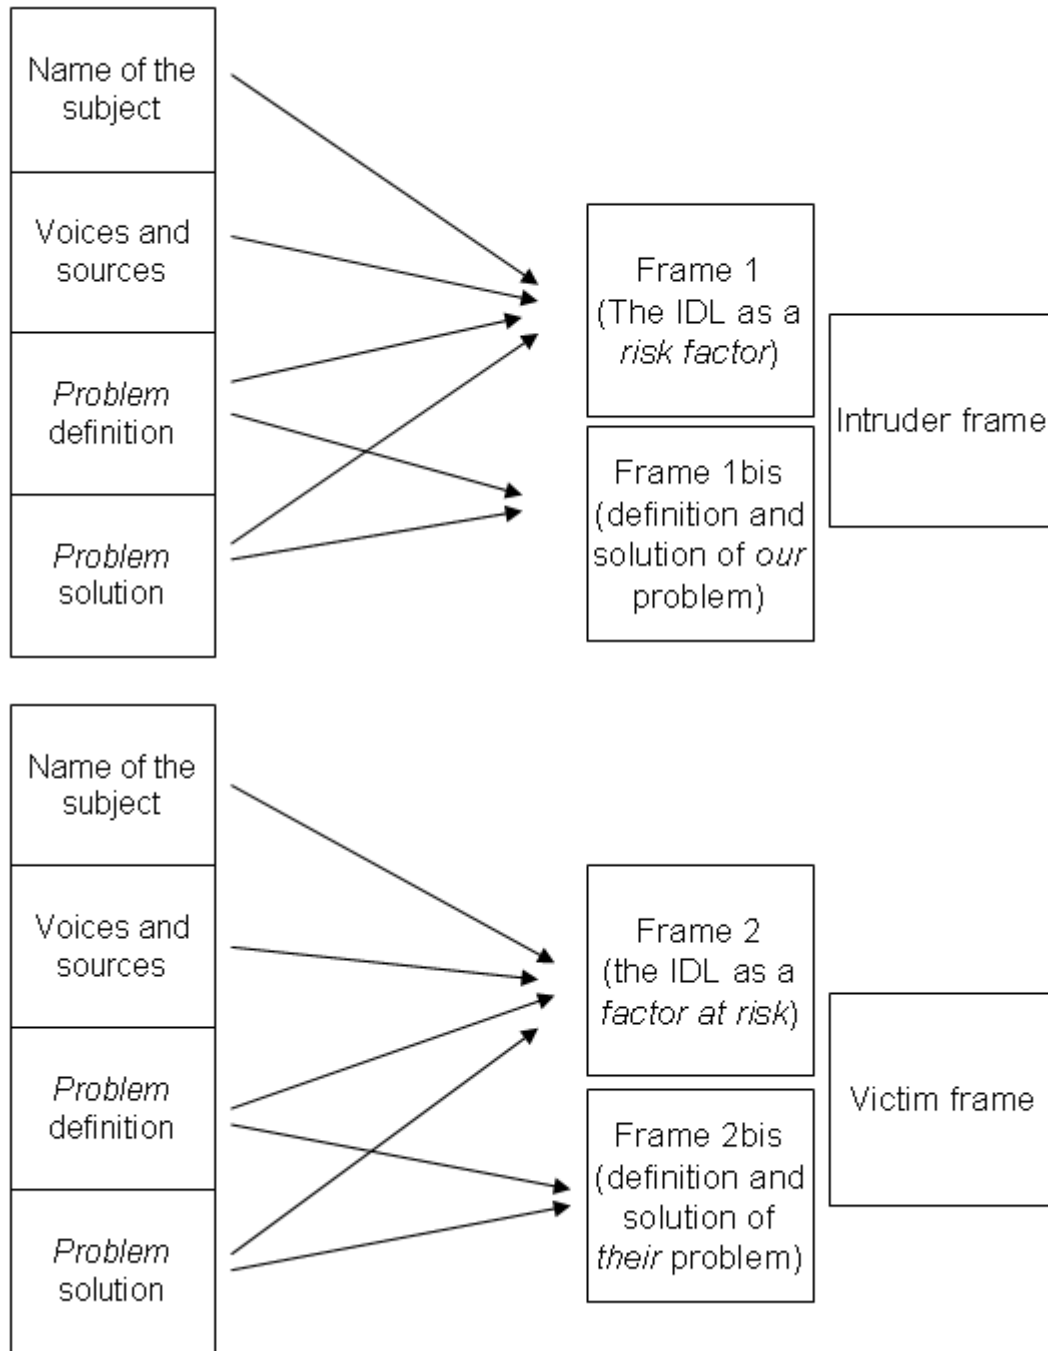 Name of the
subject
Voices and
sources
Problem
definition
Problem
solution
Frame 1
(The IDL as a
risk factor)
Frame 1bis
(definition and
solution of our
problem)
Intruder frame
Name of the
subject
Voices and
sources
Problem
definition
Problem
solution
Frame 2
(the IDL as a
factor at risk)
Frame 2bis
(definition and
solution of
their problem)
Victim frame